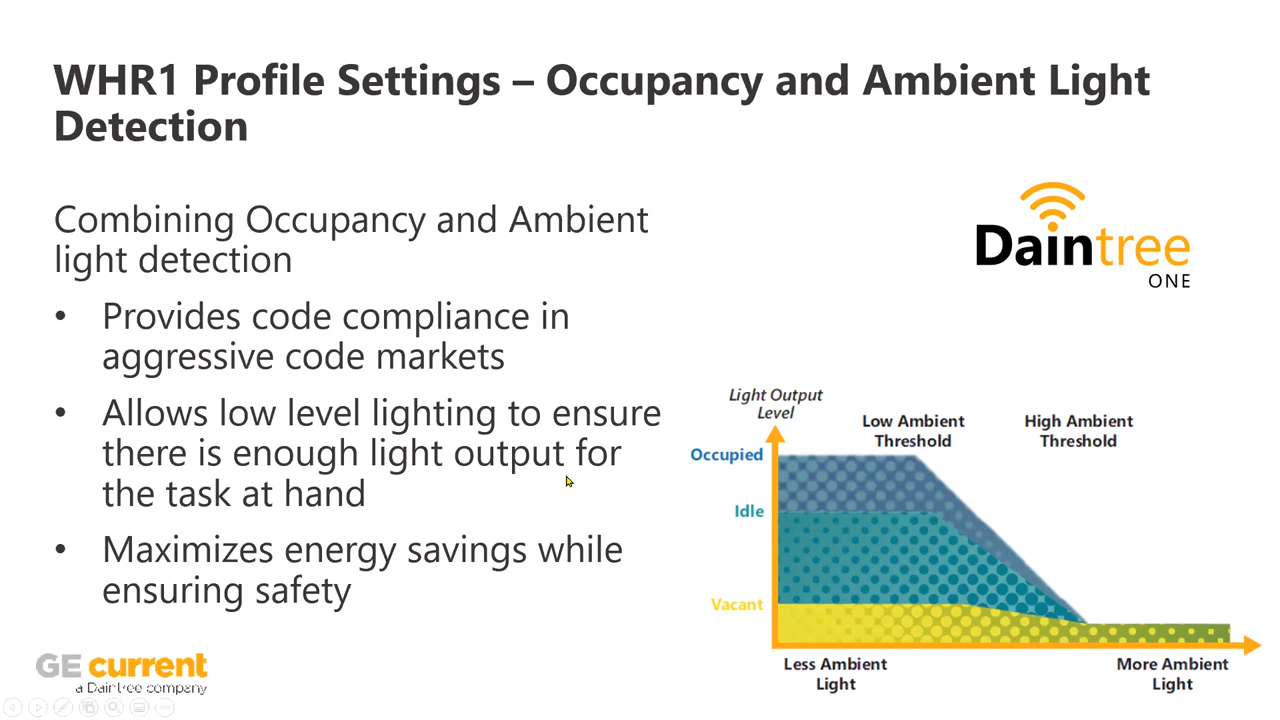 WHR1 Profile Settings – Occupancy and Ambient Light
Detection
Combining Occupancy and Ambient
light detection
• Provides code compliance in
aggressive code markets
• Allows low level lighting to ensure
there is enough light output for
the task at hand
• Maximizes energy savings while
ensuring safety
Daintree
ONE
Light Output
Level
Low Ambient
Threshold
High Ambient
Threshold
Occupied
Idle
Vacant
Less Ambient
Light
More Ambient
Light
GE current
a Daintree company